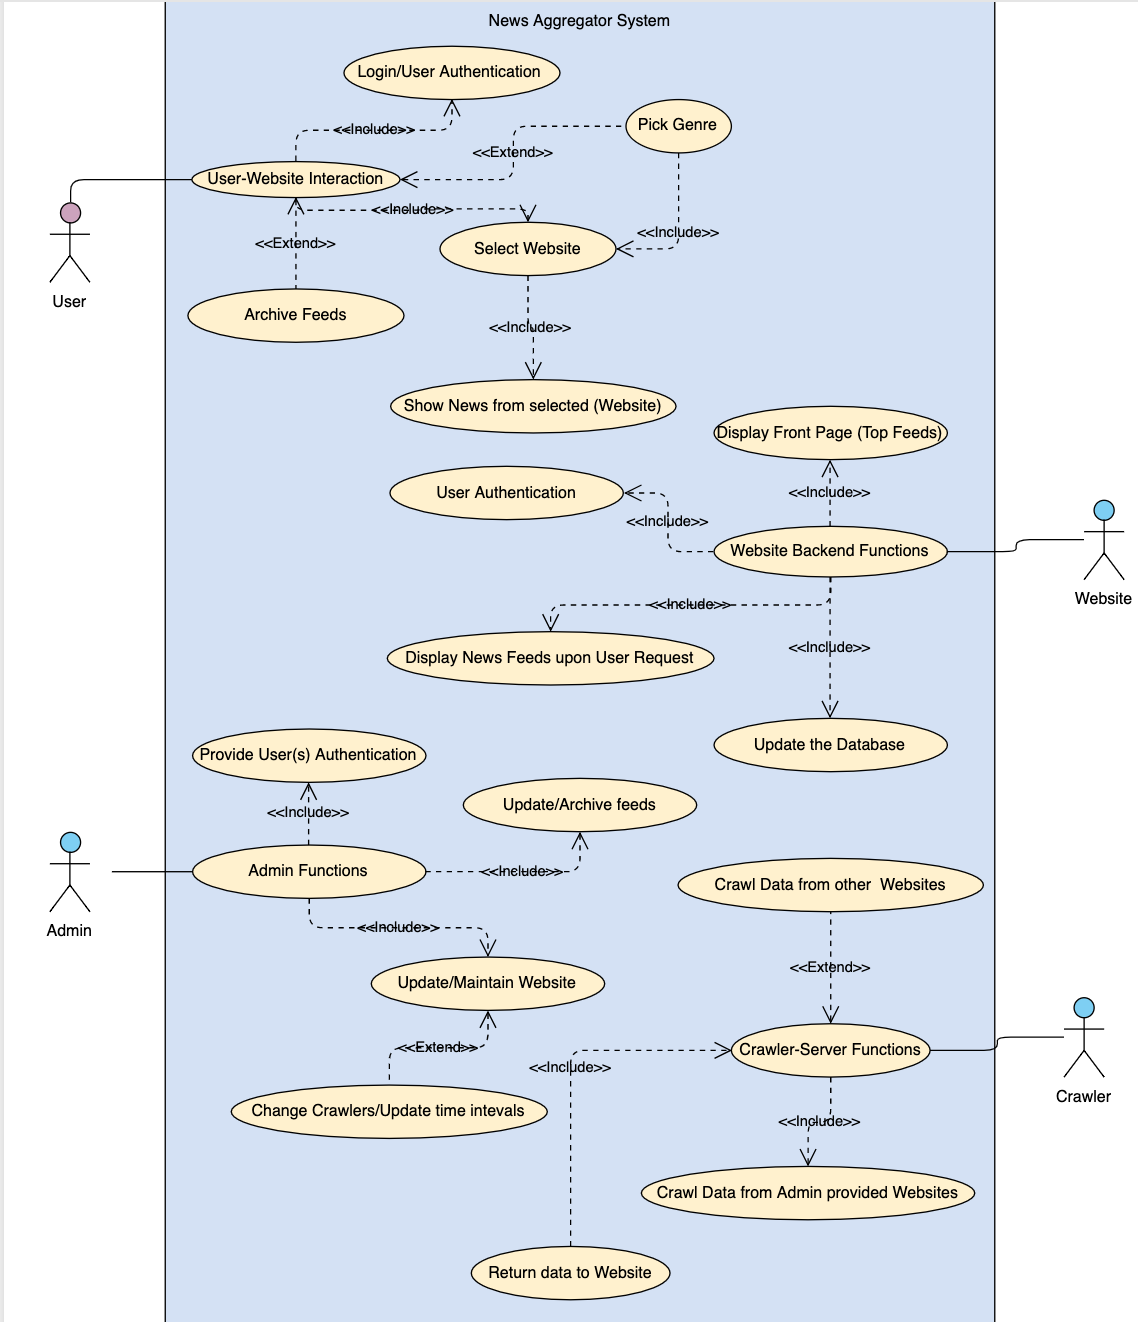 News Aggregator System
Login/User Authentication
Pick Genre
<<Include>>
<<Extend>>
User-Website Interaction
<<Include>>
<<Include>>
<<Extend>>
Select Website
User
Archive Feeds
<<Include>>
Show News from selected (Website)
Display Front Page (Top Feeds)
User Authentication
<<Include>>
<<Include>>
Website Backend Functions
Website
<<Include>>
<<Include>>
Display News Feeds upon User Request
Update the Database
Provide User(s) Authentication
Update/Archive feeds
<<Include>>
Admin Functions
<<Include>>
Crawl Data from other  Websites
Admin
<<Include>>
<<Extend>>
Update/Maintain Website
<<Extend>>
Crawler-Server Functions
<<Include>>
Crawler
Change Crawlers/Update time intevals
<<Include>>
Crawl Data from Admin provided Websites
Return data to Website